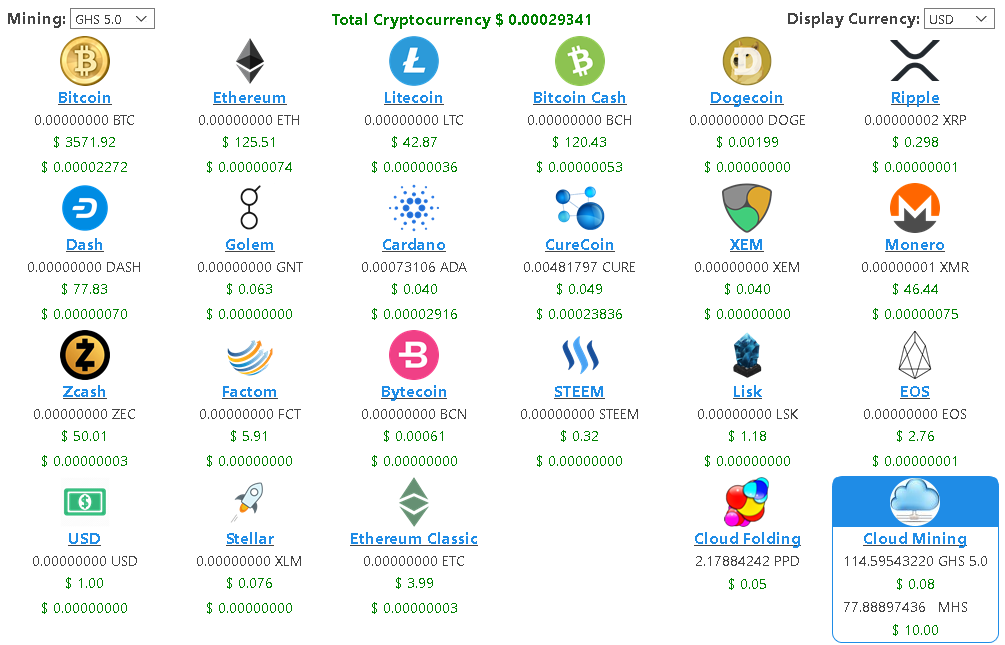 Mining: GHS 5.0 Total Cryptocurrency $ 0.00029341 Display Currency: USD
Bitcoin Ethereum Litecoin Bitcoin Cash Dogecoin Ripple
0.00000000 BTC 0.00000000 ETH 0.00000000 LTC 0.00000000 BCH 0.00000000 DOGE 0.00000002 XRP
$ 3571.92 $ 125.51 $ 42.87 $ 120.43 $ 0.00199 $ 0.298
$ 0.00002272 $ 0.00000074 $ 0.00000036 $ 0.00000053 $ 0.00000000 $ 0.00000001
Dash Golem Cardano CureCoin XEM Monero
0.00000000 DASH 0.00000000 GNT 0.00073106 ADA 0.00481797 CURE 0.00000000 XEM 0.00000001 XMR
$ 77.83 $ 0.063 $ 0.040 $ 0.049 $ 0.040 $ 46.44
$ 0.00000070 $ 0.00000000 $ 0.00002916 $ 0.00023836 $ 0.00000000 $ 0.00000075
Zcash Factom Bytecoin STEEM Lisk EOS
0.00000000 ZEC 0.00000000 FCT 0.00000000 BCN 0.00000000 STEEM 0.00000000 LSK 0.00000000 EOS
$ 50.01 $ 5.91 $ 0.00061 $ 0.32 $ 1.18 $ 2.76
$ 0.00000003 $ 0.00000000 $ 0.00000000 $ 0.00000000 $ 0.00000000 $ 0.00000001
USD Stellar Ethereum Classic Cloud Folding Cloud Mining
0.00000000 USD 0.00000000 XLM 0.00000000 ETC 2.17884242 PPD 114.59543220 GHS 5.0
$ 1.00 $ 0.076 $ 3.99 $ 0.05 $ 0.08
$ 0.00000000 $ 0.00000000 $ 0.00000003 77.88897436 MHS
$ 10.00